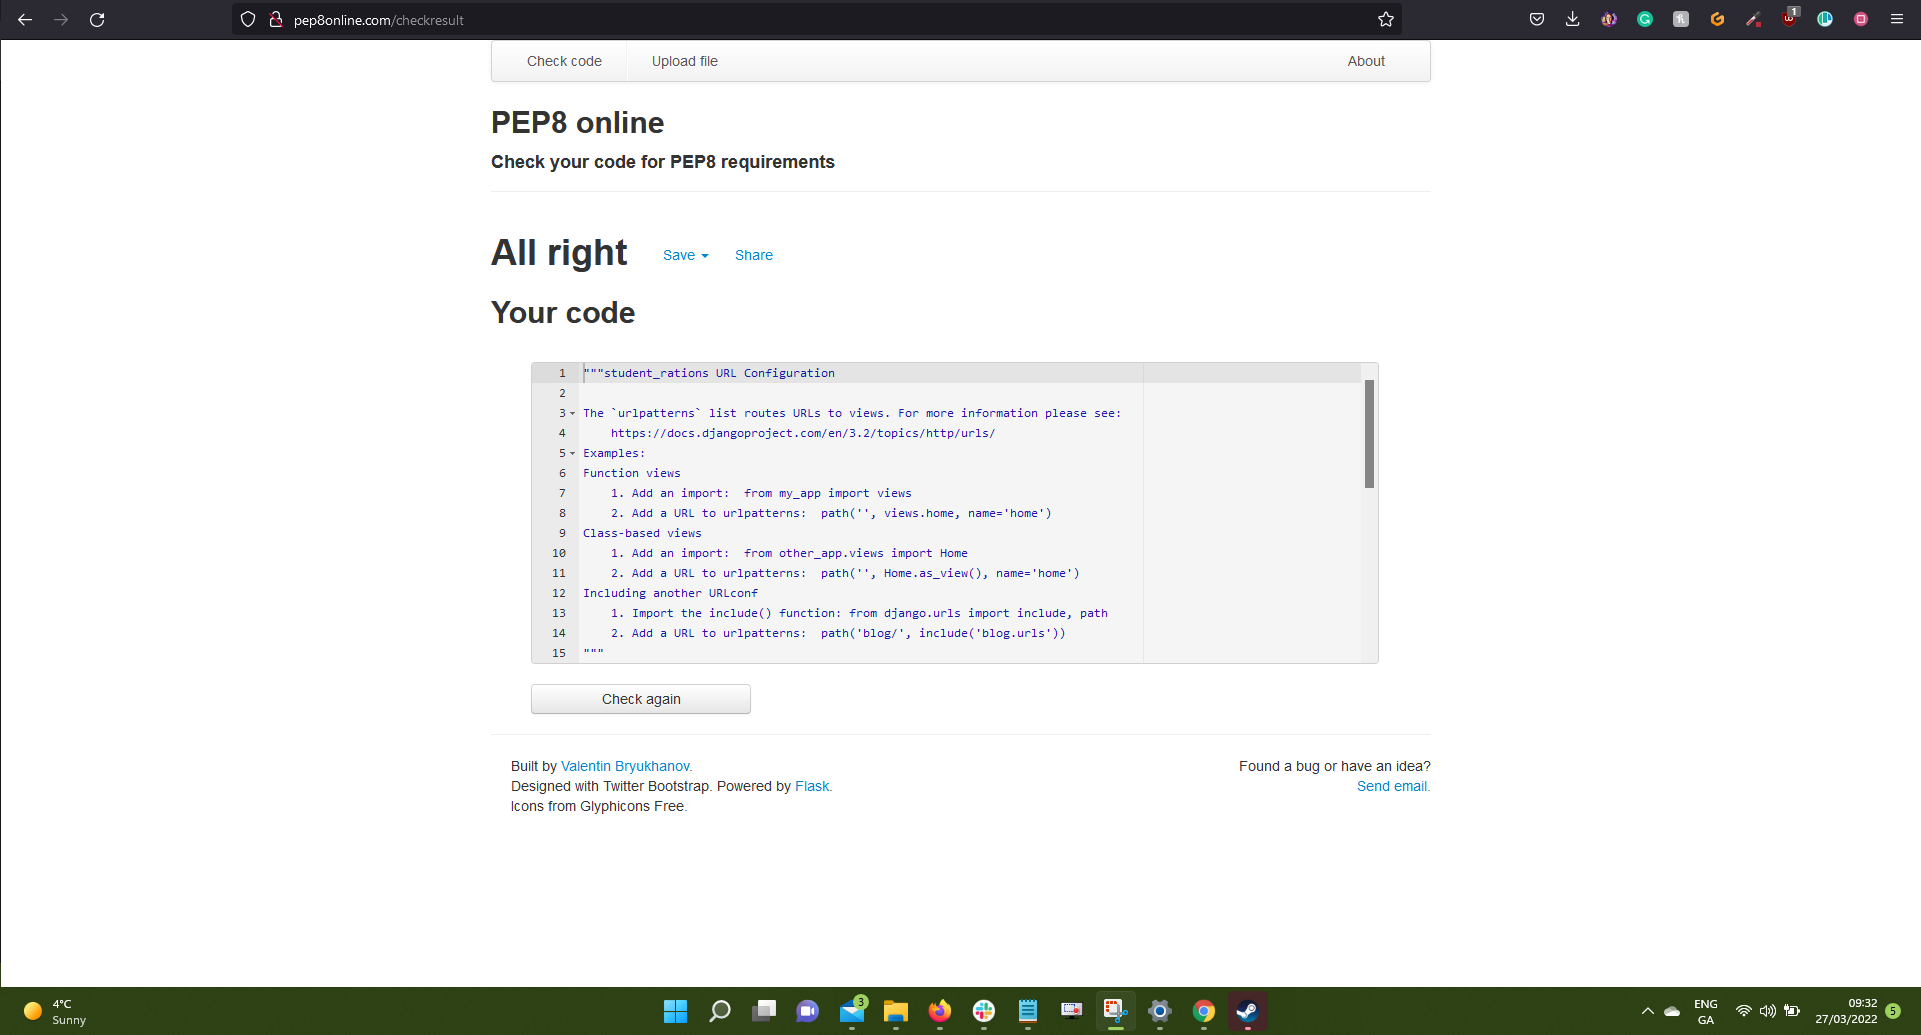 pep8online.com/checkresult
1
Check code
Upload file
About
PEP8 online
Check your code for PEP8 requirements
All right
Save
Share
Your code
1 """student_rations URL Configuration
2
3 The `urlpatterns` list routes URLs to views. For more information please see:
4     https://docs.djangoproject.com/en/3.2/topics/http/urls/
5 Examples:
6 Function views
7     1. Add an import:  from my_app import views
8     2. Add a URL to urlpatterns:  path('', views.home, name='home')
9 Class-based views
10     1. Add an import:  from other_app.views import Home
11     2. Add a URL to urlpatterns:  path('', Home.as_view(), name='home')
12 Including another URLconf
13     1. Import the include() function: from django.urls import include, path
14     2. Add a URL to urlpatterns:  path('blog/', include('blog.urls'))
15 """
Check again
Built by Valentin Bryukhanov.
Designed with Twitter Bootstrap. Powered by Flask.
Icons from Glyphicons Free.
Found a bug or have an idea?
Send email.
4°C
Sunny
3
ENG
GA
09:32
27/03/2022
5